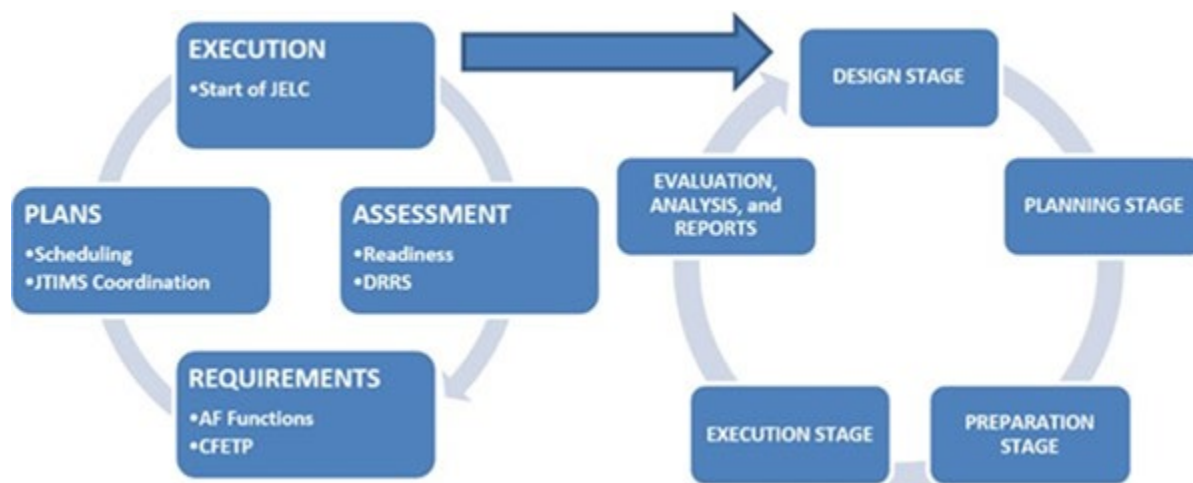 EXECUTION
•Start of JELC
PLANS
•Scheduling
•JTIMS Coordination
ASSESSMENT
•Readiness
•DRRS
REQUIREMENTS
•AF Functions
•CFETP
DESIGN STAGE
PLANNING STAGE
PREPARATION
STAGE
EXECUTION STAGE
EVALUATION,
ANALYSIS, and
REPORTS